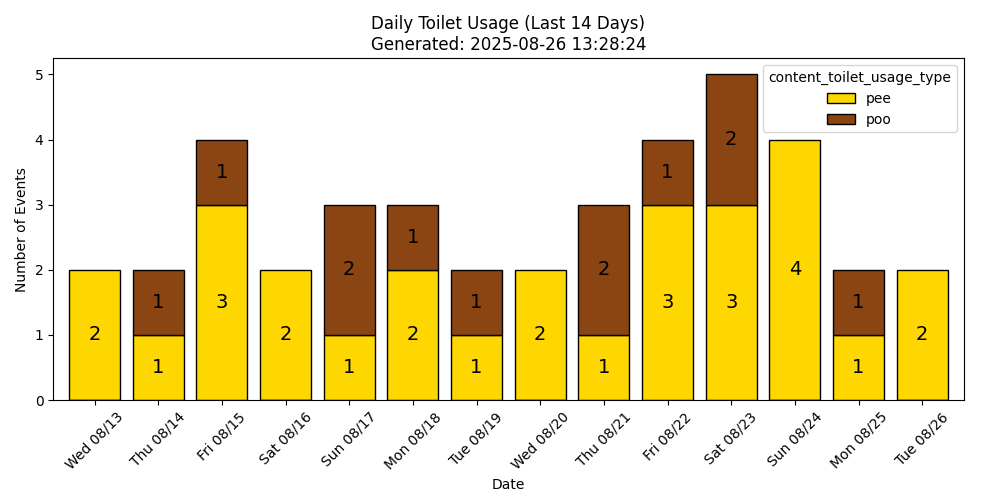 Daily Toilet Usage (Last 14 Days)
Generated: 2025-08-26 13:28:24
content_toilet_usage_type
pee
poo
Number of Events
5
4
3
2
1
0
2
1
1
3
1
2
1
2
2
1
1
1
2
1
2
3
1
3
2
4
1
1
2
Wed 08/13
Thu 08/14
Fri 08/15
Sat 08/16
Sun 08/17
Mon 08/18
Tue 08/19
Wed 08/20
Thu 08/21
Fri 08/22
Sat 08/23
Sun 08/24
Mon 08/25
Tue 08/26
Date